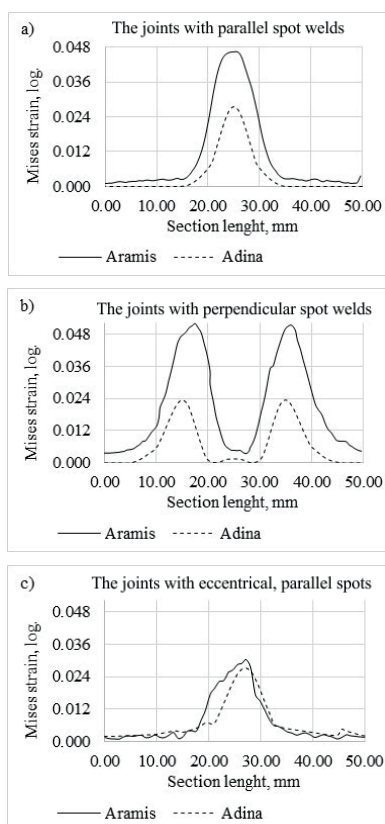 a) The joints with parallel spot welds
Mises strain, log.
0.048
0.036
0.024
0.012
0.000
0.00 10.00 20.00 30.00 40.00 50.00
Section lenght, mm
Aramis Adina
b) The joints with perpendicular spot welds
Mises strain, log.
0.048
0.036
0.024
0.012
0.000
0.00 10.00 20.00 30.00 40.00 50.00
Section lenght, mm
Aramis Adina
c) The joints with eccentrical, parallel spots
Mises strain, log.
0.048
0.036
0.024
0.012
0.000
0.00 10.00 20.00 30.00 40.00 50.00
Section lenght, mm
Aramis Adina